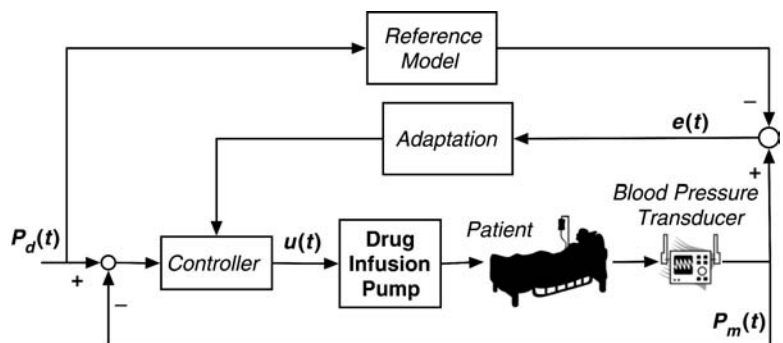 Reference
Model
−
e(t)
Adaptation
+
Blood Pressure
Transducer
Patient
P_d(t)
u(t)
Drug
Infusion
Pump
Controller
+
−
P_m(t)